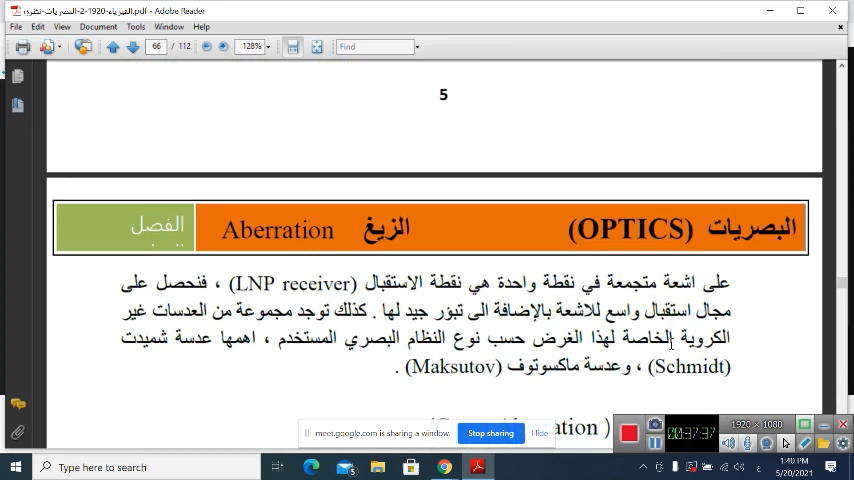 الفيزياء-1920-2-البصريات-نظري.pdf - Adobe Reader
File Edit View Document Tools Window Help
66 / 112 128% Find
5
البصريات (OPTICS) الزيغ Aberration الفصل
على اشعة متجمعة في نقطة واحدة هي نقطة الاستقبال (LNP receiver) ، فنحصل على
مجال استقبال واسع للاشعة بالإضافة الى تبؤر جيد لها . كذلك توجد مجموعة من العدسات غير
الكروية الخاصة لهذا الغرض حسب نوع النظام البصري المستخدم ، اهمها عدسة شميدت
(Schmidt) ، وعدسة ماكسوتوف (Maksutov) .
meet.google.com is sharing a window. Stop sharing Hide
00:37:37 1920 × 1080
Type here to search
5
ع 1:40 PM
5/20/2021